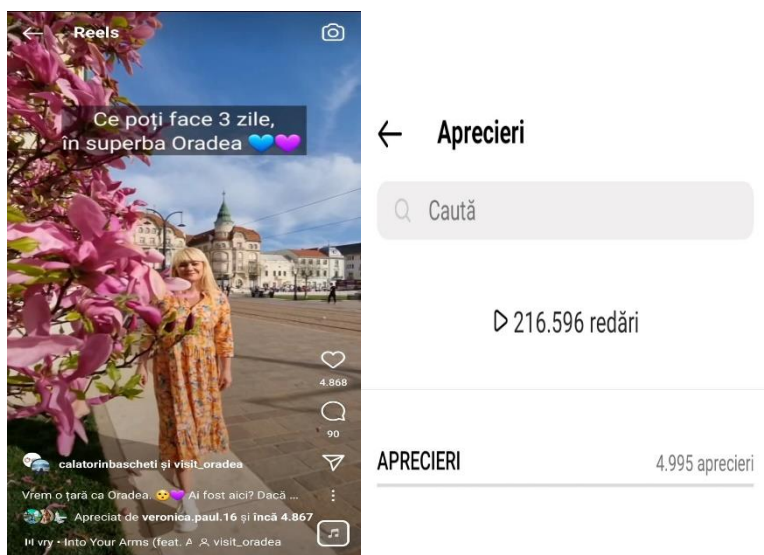 Reels
Ce poți face 3 zile,
în superba Oradea 💙💜
4.868
90
calatorinbascheti și visit_oradea
Vrem o țară ca Oradea. 😯💜 Ai fost aici? Dacă ...
Apreciat de veronica.paul.16 și încă 4.867
vry • Into Your Arms (feat. A visit_oradea
Aprecieri
Caută
216.596 redări
APRECIERI 4.995 aprecieri